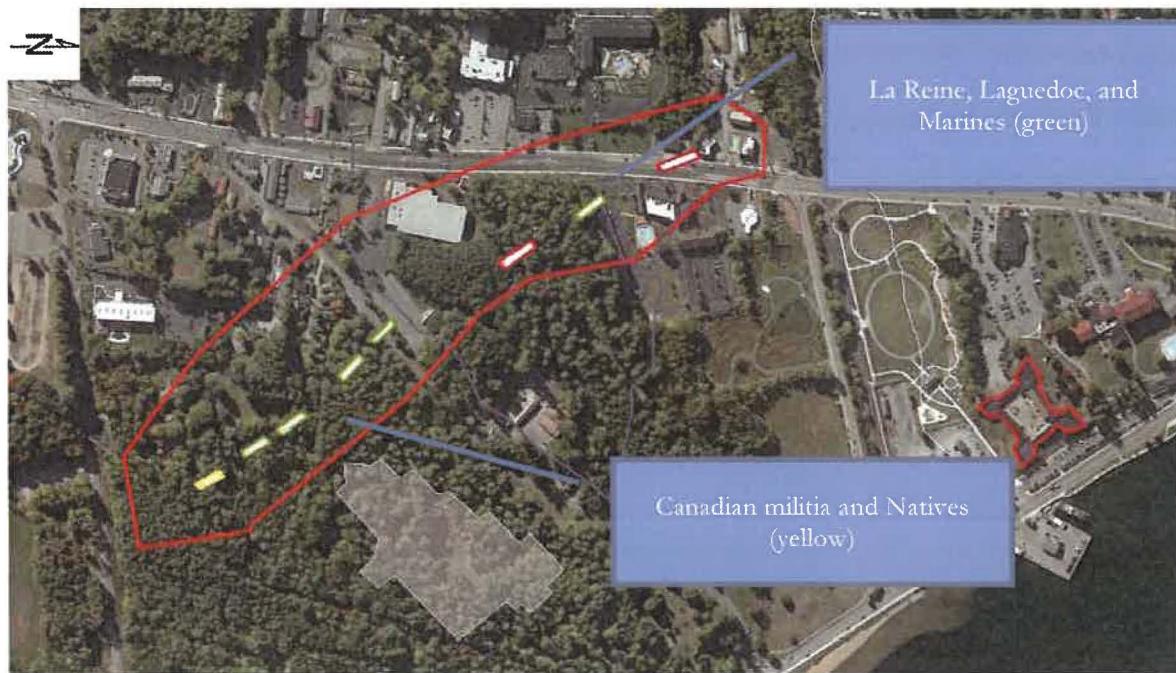 N
La Reine, Laguedoc, and
Marines (green)
Canadian militia and Natives
(yellow)